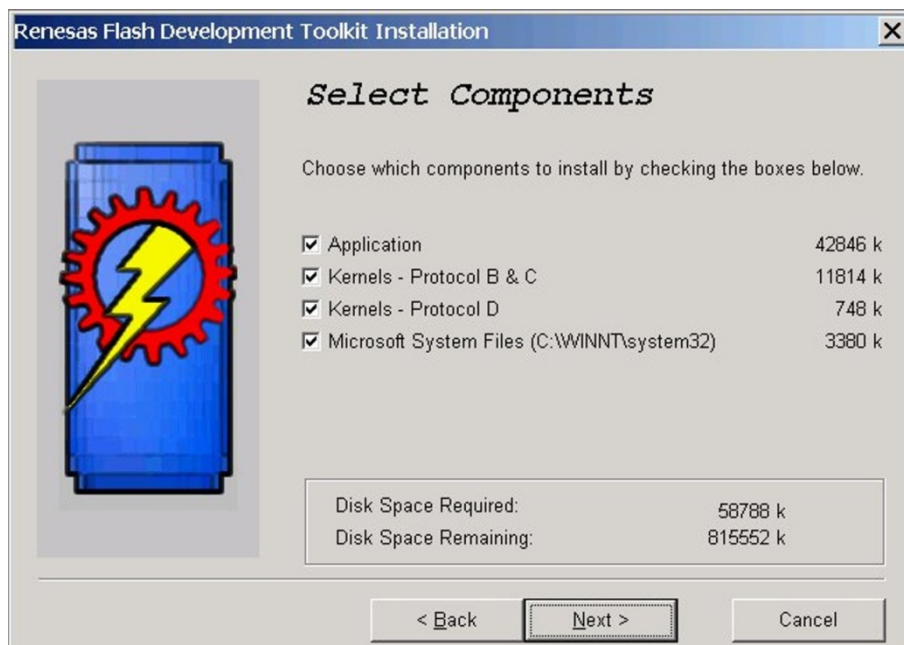 Renesas Flash Development Toolkit Installation
Select Components
Choose which components to install by checking the boxes below.
Application 42846 k
Kernels - Protocol B & C 11814 k
Kernels - Protocol D 748 k
Microsoft System Files (C:\WINNT\system32) 3380 k
Disk Space Required: 58788 k
Disk Space Remaining: 815552 k
< Back Next > Cancel